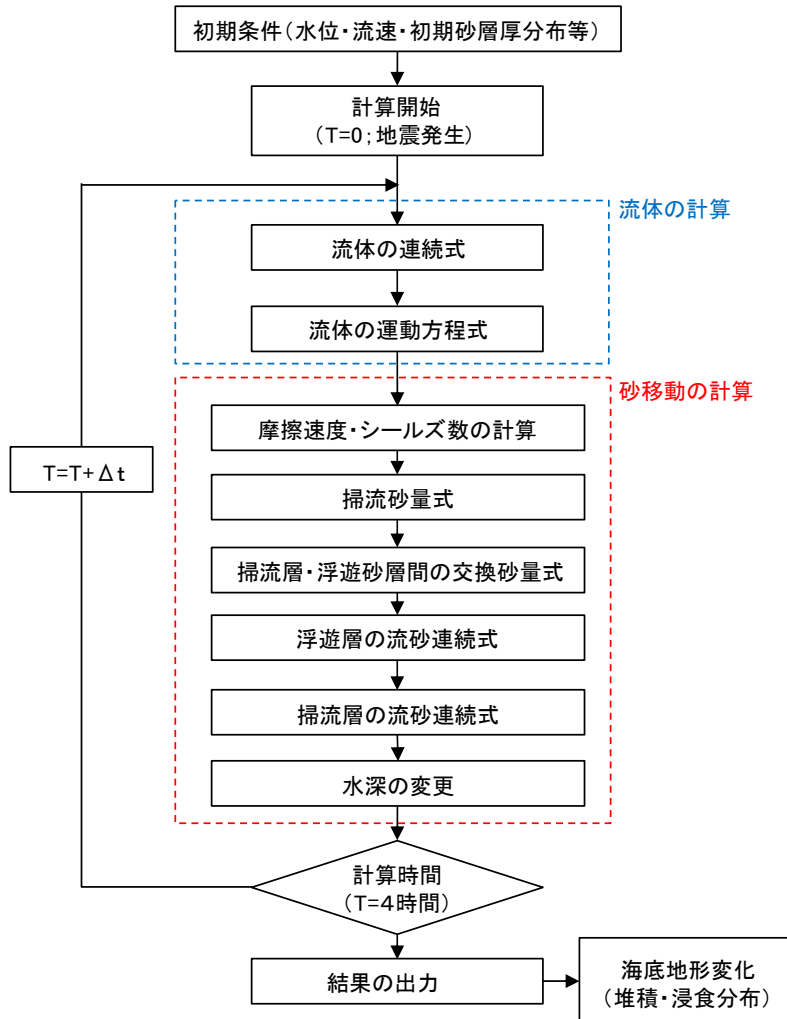 初期条件(水位・流速・初期砂層厚分布等)
計算開始
(T=0;地震発生)
流体の計算
流体の連続式
流体の運動方程式
砂移動の計算
摩擦速度・シールズ数の計算
T=T+Δt
掃流砂量式
掃流層・浮遊砂層間の交換砂量式
浮遊層の流砂連続式
掃流層の流砂連続式
水深の変更
計算時間
(T=4時間)
結果の出力
海底地形変化
(堆積・浸食分布)